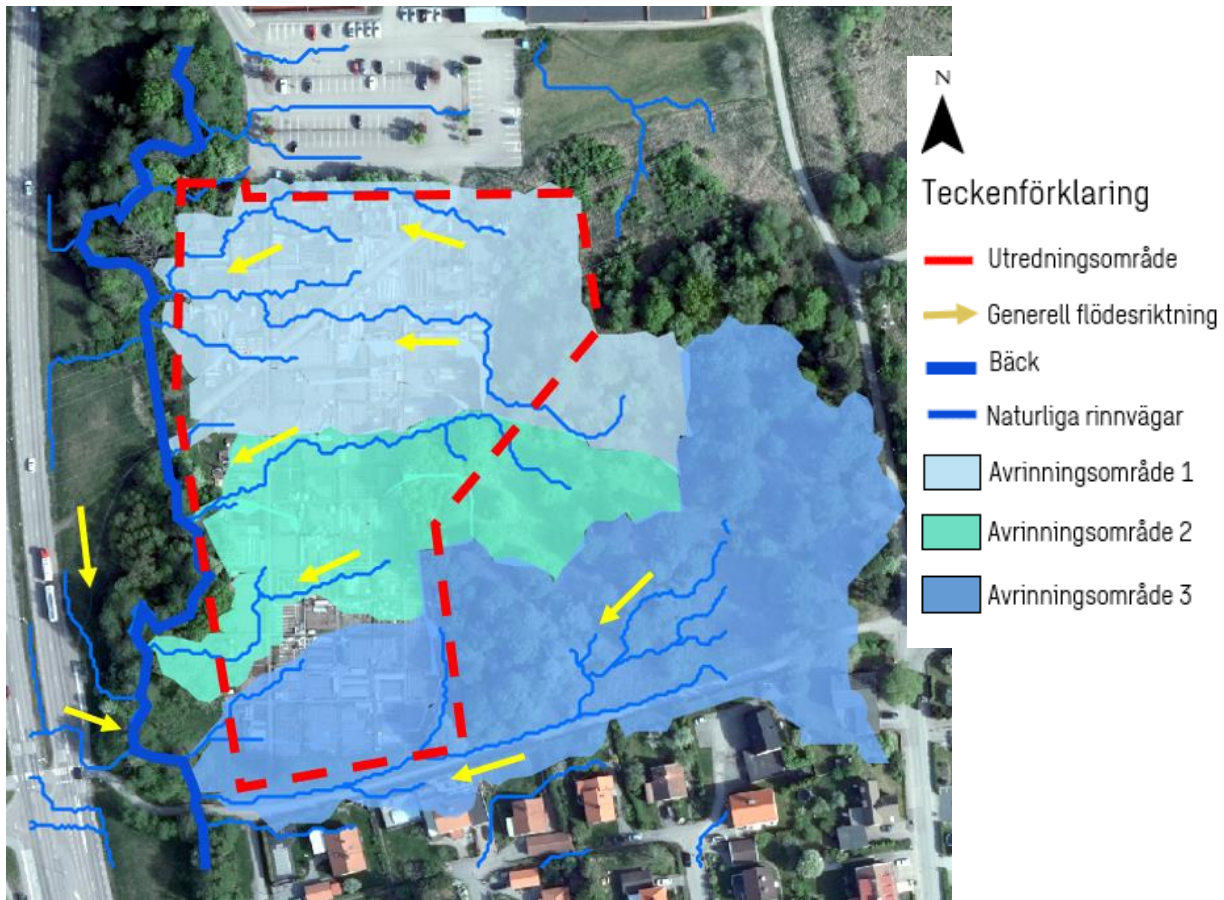 N
Teckenförklaring
Utredningsområde
Generell flödesriktning
Bäck
Naturliga rinnvägar
Avrinningsområde 1
Avrinningsområde 2
Avrinningsområde 3